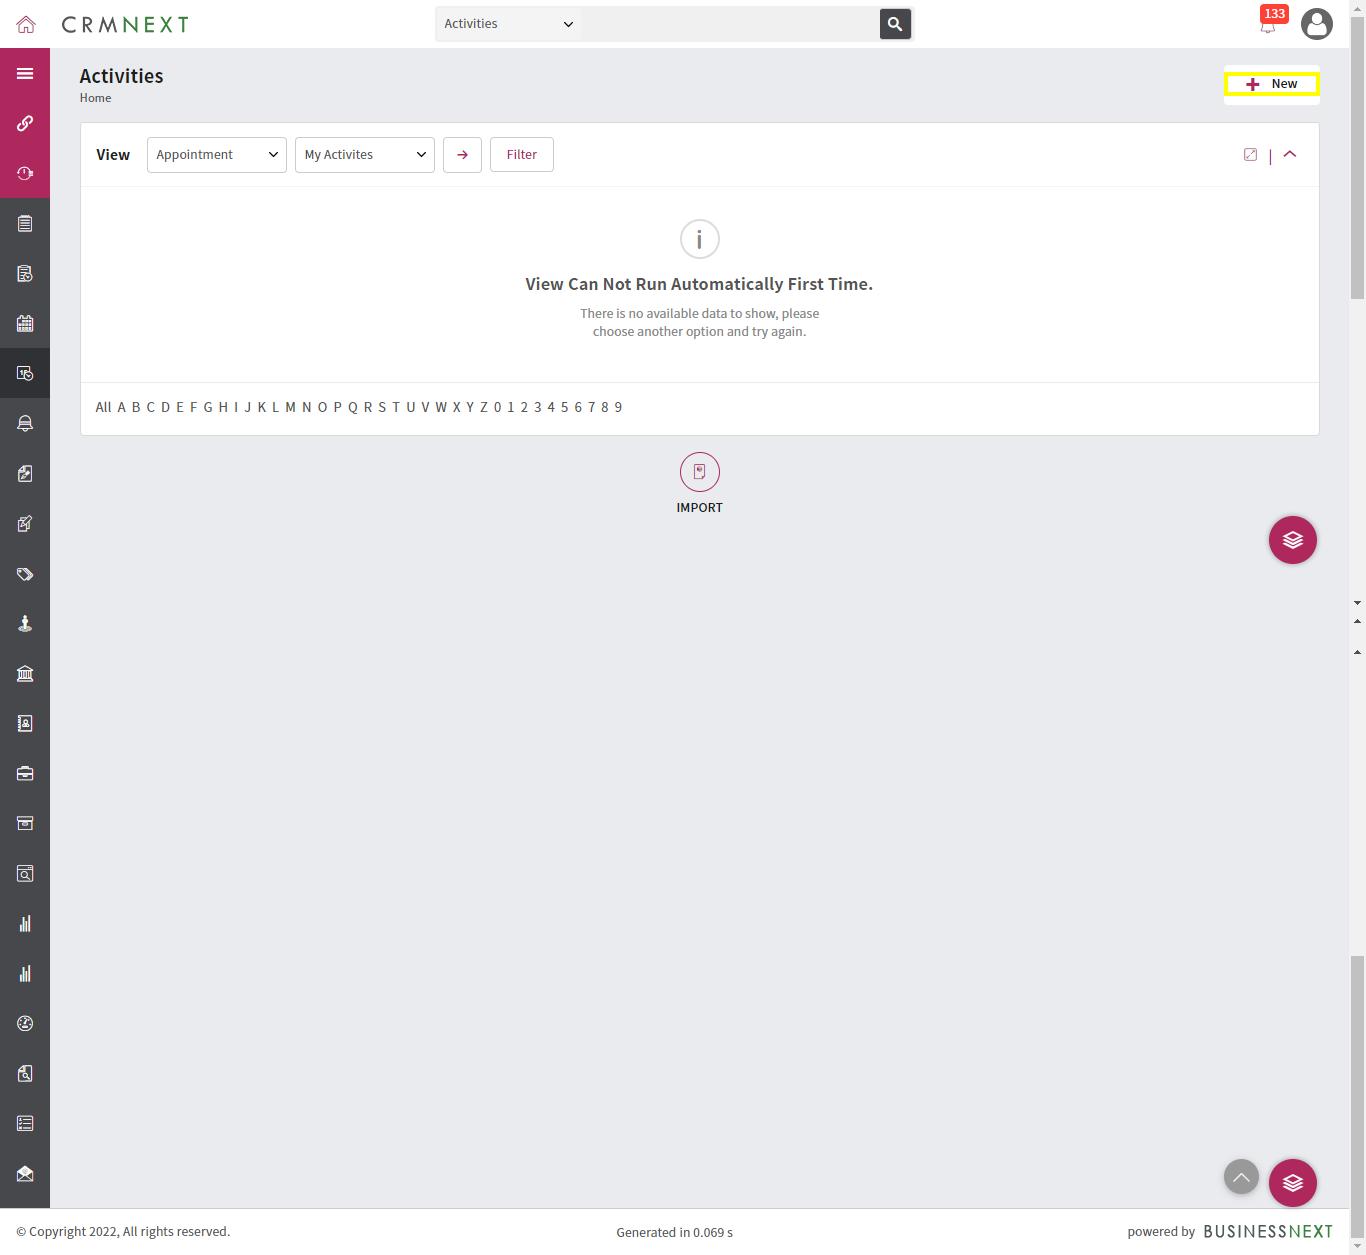 CRMNEXT
Activities
133
Activities
Home
New
View
Appointment
My Activites
Filter
View Can Not Run Automatically First Time.
There is no available data to show, please
choose another option and try again.
All A B C D E F G H I J K L M N O P Q R S T U V W X Y Z 0 1 2 3 4 5 6 7 8 9
IMPORT
© Copyright 2022, All rights reserved.
Generated in 0.069 s
powered by BUSINESSNEXT